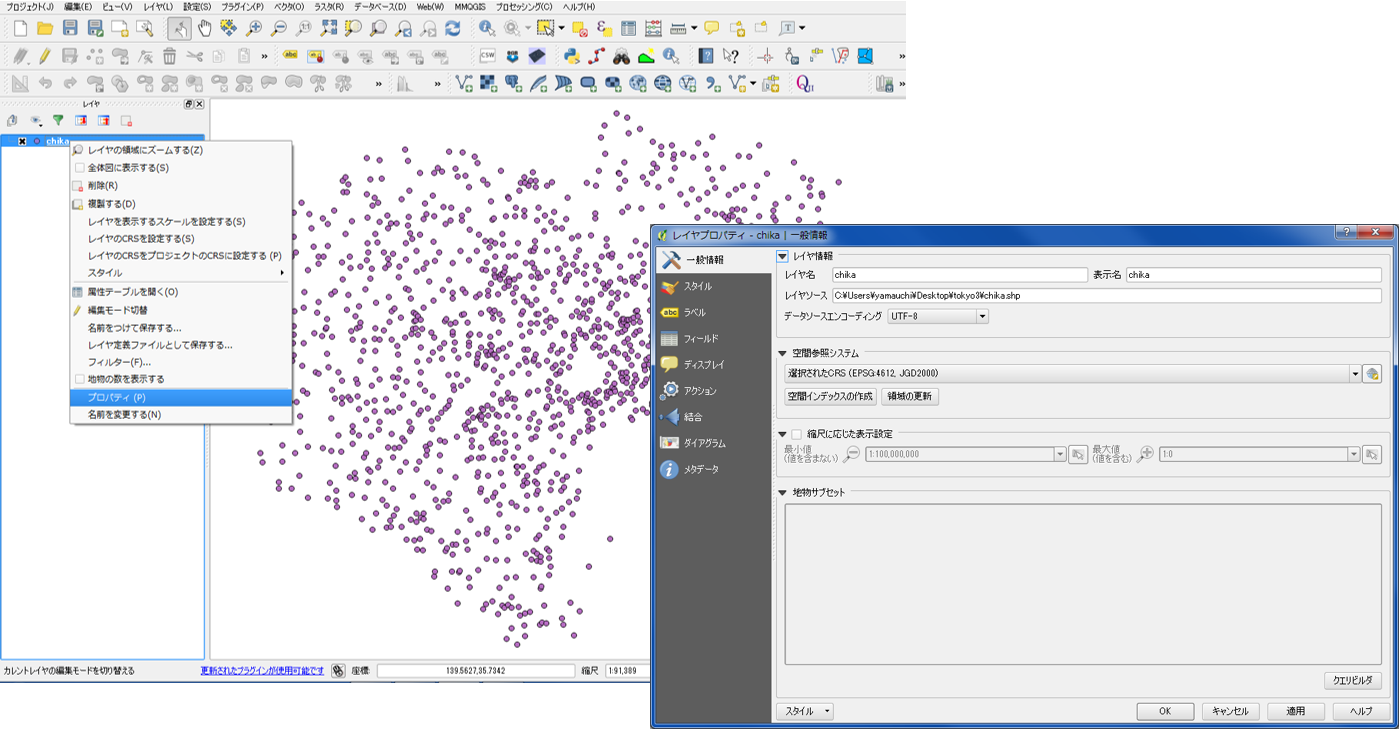 プロジェクト(J) 編集(E) ビュー(V) レイヤ(L) 設定(S) プラグイン(P) ベクタ(O) ラスタ(R) データベース(D) Web(W) MMQGIS プロセッシング(C) ヘルプ(H)
レイヤ
chika
レイヤの領域にズームする(Z)
全体図に表示する(S)
削除(R)
複製する(D)
レイヤを表示するスケールを設定する(S)
レイヤのCRSを設定する(S)
レイヤのCRSをプロジェクトのCRSに設定する (P)
スタイル
属性テーブルを開く(O)
編集モード切替
名前をつけて保存する...
レイヤ定義ファイルとして保存する...
フィルター(F)...
地物の数を表示する
プロパティ (P)
名前を変更する(N)
カレントレイヤの編集モードを切り替える 更新されたプラグインが使用可能です 座標: 139.5627,35.7342 縮尺 1:91,389
レイヤプロパティ - chika | 一般情報
一般情報
スタイル
ラベル
フィールド
ディスプレイ
アクション
結合
ダイアグラム
メタデータ
レイヤ情報
レイヤ名 chika 表示名 chika
レイヤソース C:¥Users¥yamauchi¥Desktop¥tokyo3¥chika.shp
データソースエンコーディング UTF-8
空間参照システム
選択されたCRS (EPSG:4612, JGD2000)
空間インデックスの作成 領域の更新
縮尺に応じた表示設定
最小値 (値を含まない) 1:100,000,000 最大値 (値を含む) 1:0
地物サブセット
クエリビルダ
スタイル OK キャンセル 適用 ヘルプ